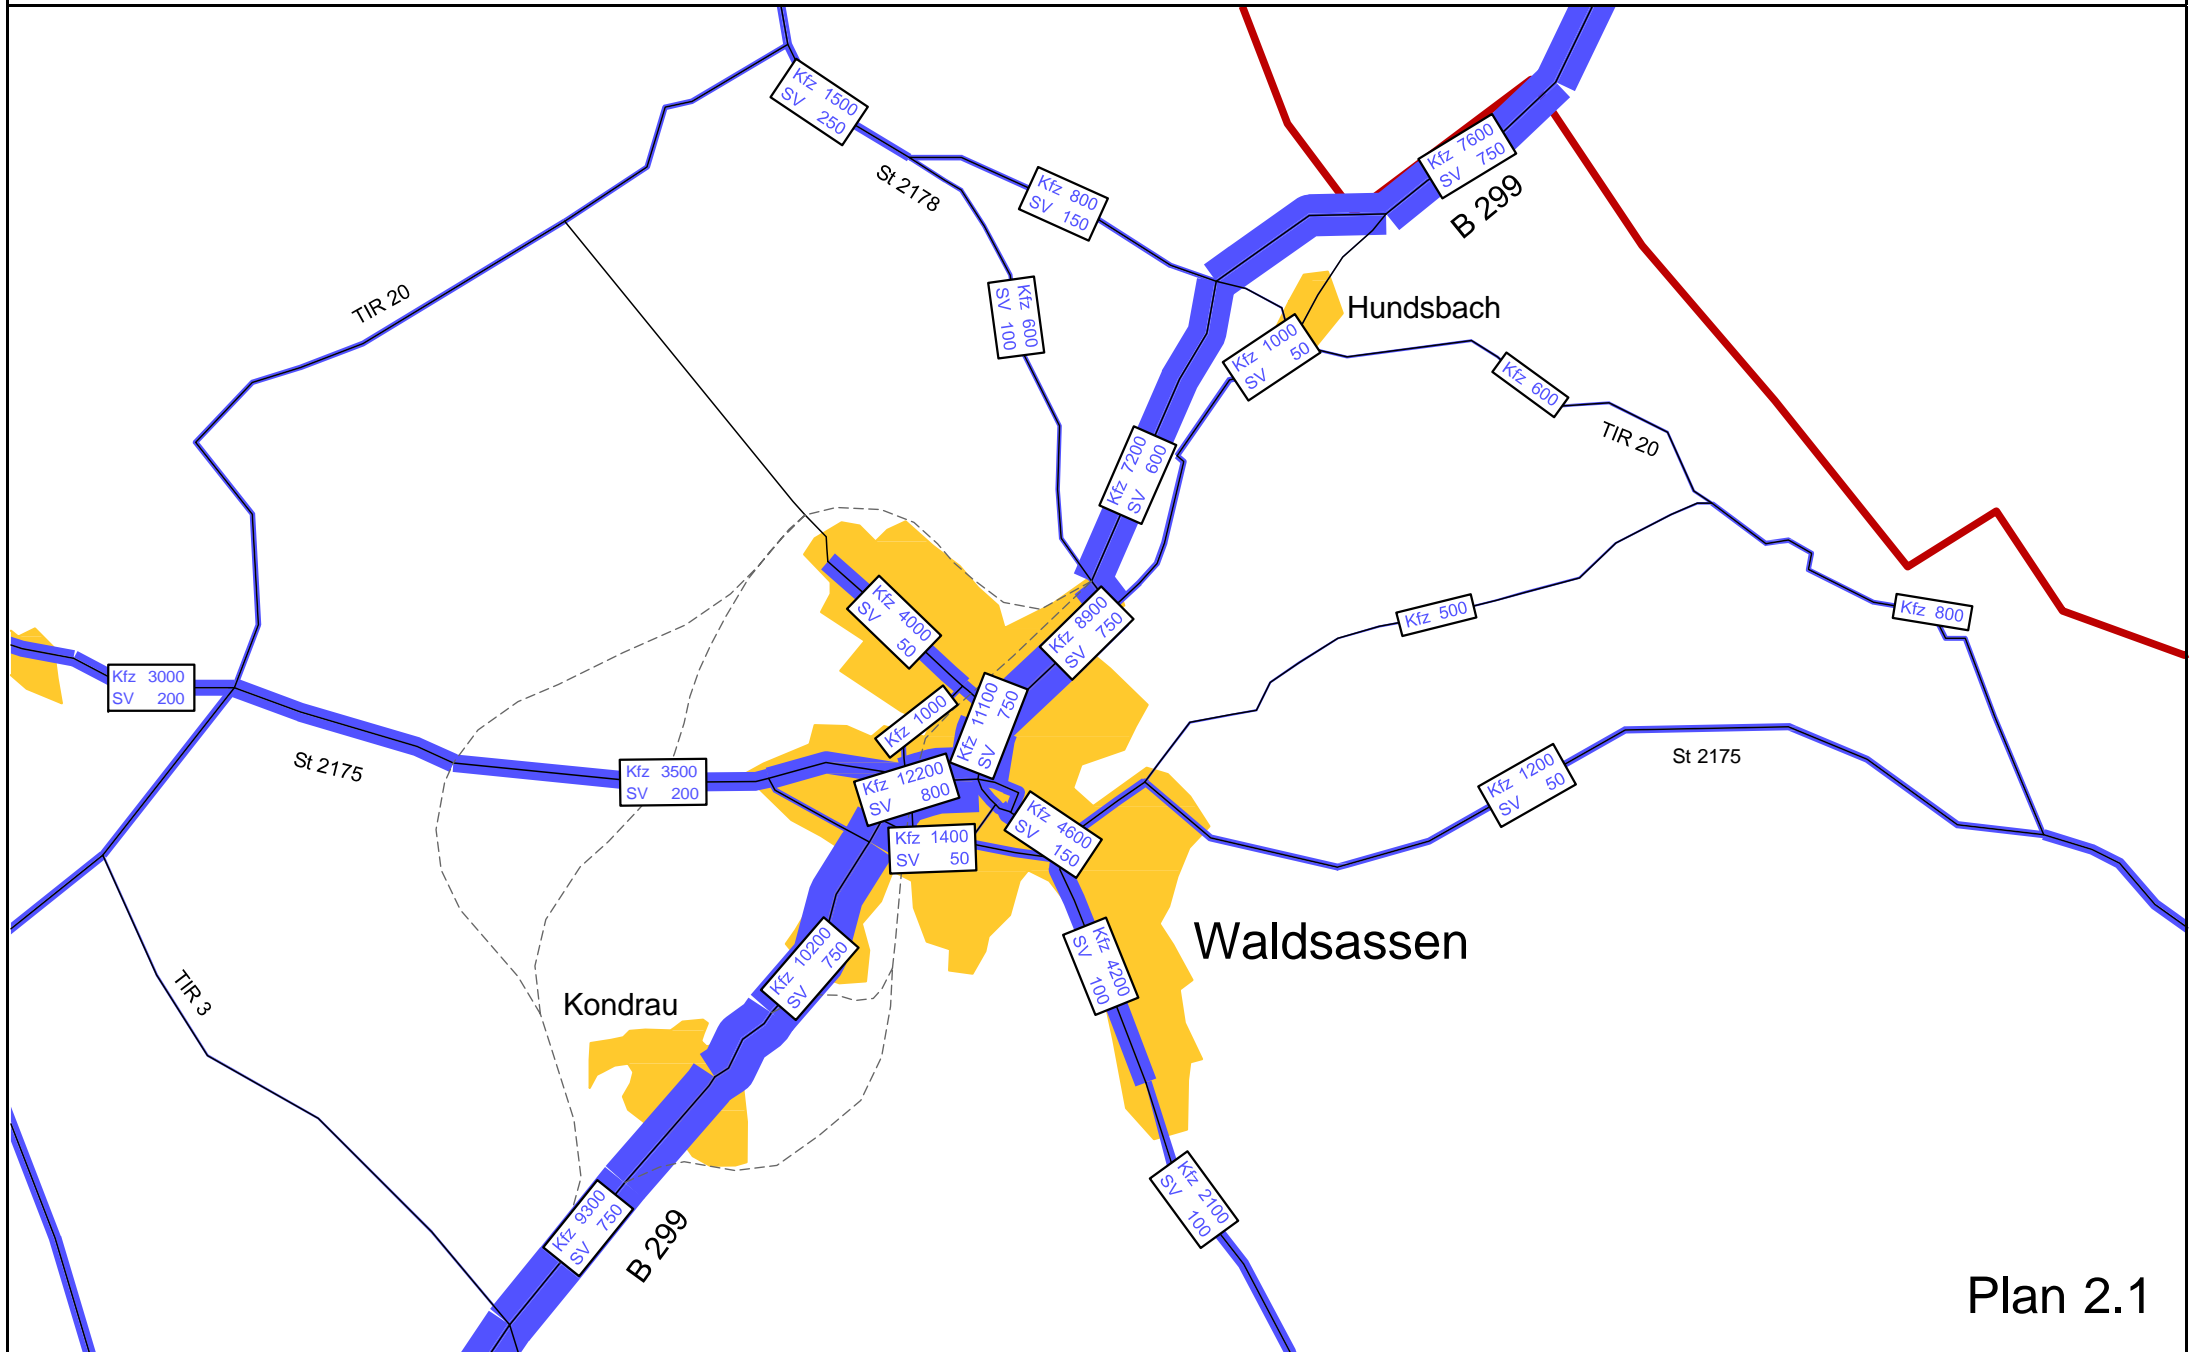 Kfz 1500
SV 250
St 2178
Kfz 800
SV 150
Kfz 7600
SV 750
B 299
Kfz 600
SV 100
TIR 20
Hundsbach
Kfz 1000
SV 50
Kfz 600
TIR 20
Kfz 7200
SV 600
Kfz 500
Kfz 800
Kfz 4000
SV 50
Kfz 8900
SV 750
Kfz 3000
SV 200
Kfz 1000
Kfz 11100
SV 750
St 2175
Kfz 3500
SV 200
Kfz 12200
SV 800
St 2175
Kfz 1200
SV 50
Kfz 1400
SV 50
Kfz 4600
SV 150
Waldsassen
Kfz 10200
SV 750
Kfz 4200
SV 100
TIR 3
Kondrau
Kfz 9300
SV 750
B 299
Kfz 2100
SV 100
Plan 2.1